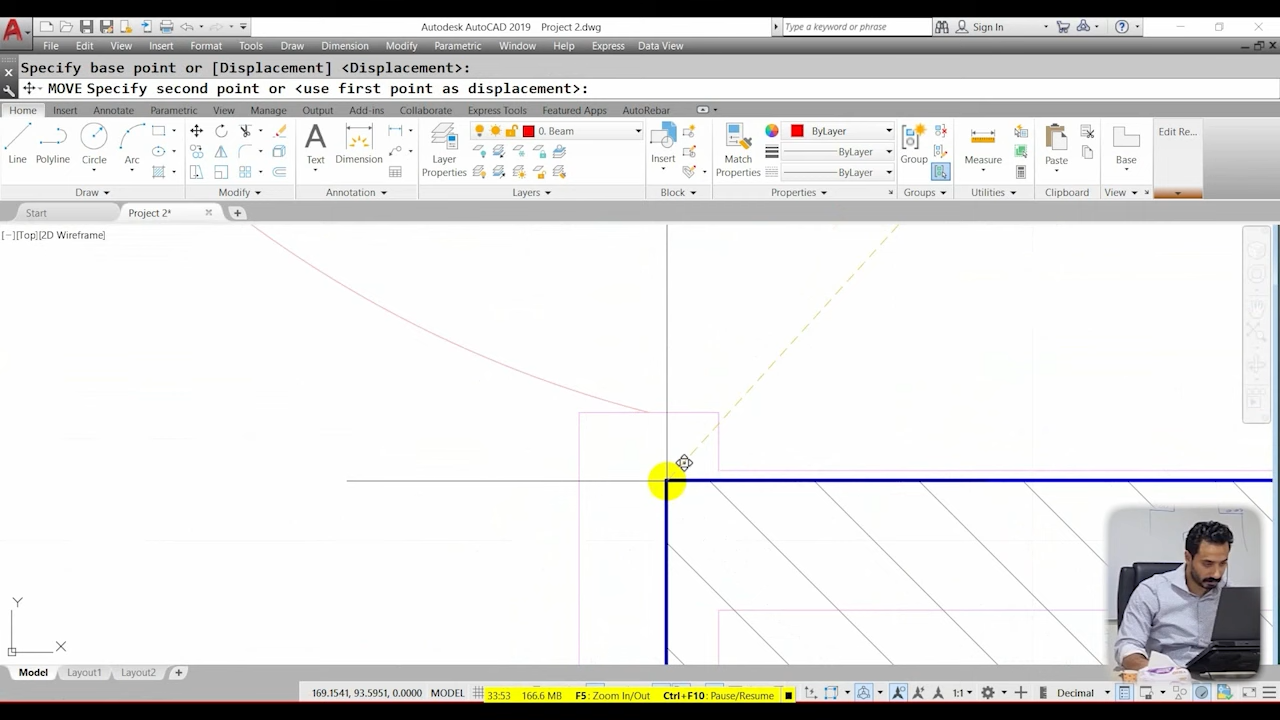 Autodesk AutoCAD 2019 Project 2.dwg
Type a keyword or phrase
Sign In
File Edit View Insert Format Tools Draw Dimension Modify Parametric Window Help Express Data View
Specify base point or [Displacement] <Displacement>:
MOVE Specify second point or <use first point as displacement>:
Home Insert Annotate Parametric View Manage Output Add-ins Collaborate Express Tools Featured Apps AutoRebar
0. Beam
ByLayer
ByLayer
ByLayer
Line Polyline Circle Arc
Text Dimension
Layer Properties
Insert
Match Properties
Group
Measure
Paste
Base
Edit Re...
Draw Modify Annotation Layers Block Properties Groups Utilities Clipboard View
Start Project 2*
[−][Top][2D Wireframe]
Y
X
Model Layout1 Layout2
169.1541, 93.5951, 0.0000 MODEL
33:53 166.6 MB F5: Zoom In/Out Ctrl+F10: Pause/Resume
1:1 Decimal